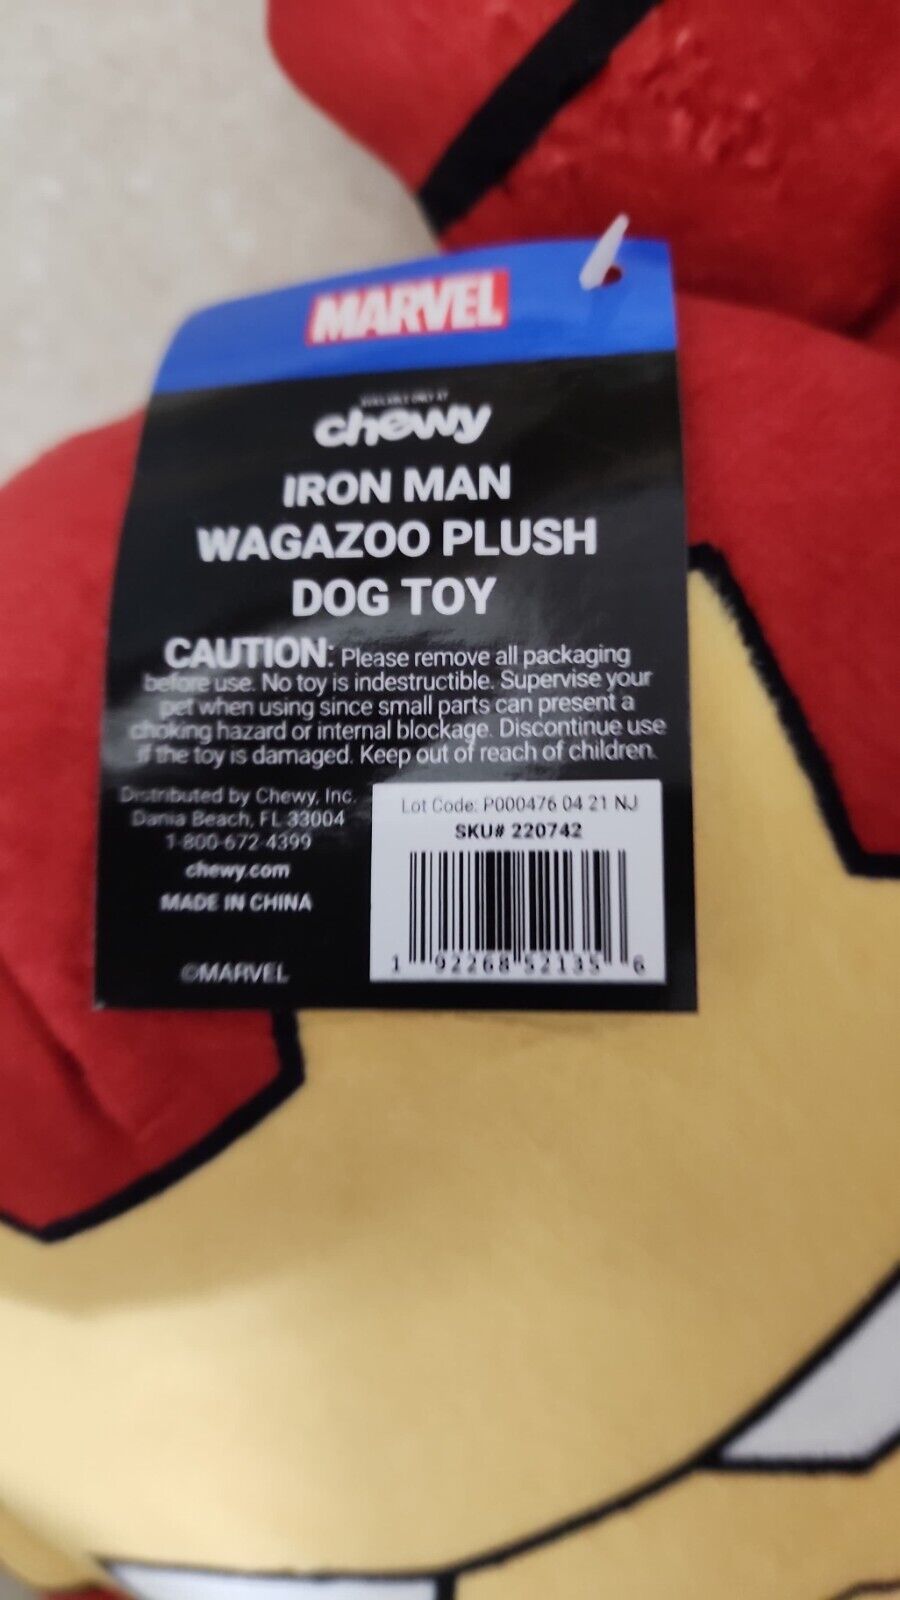 MARVEL
AVAILABLE ONLY AT
chewy
IRON MAN
WAGAZOO PLUSH
DOG TOY
CAUTION: Please remove all packaging
before use. No toy is indestructible. Supervise your
pet when using since small parts can present a
choking hazard or internal blockage. Discontinue use
if the toy is damaged. Keep out of reach of children.
Distributed by Chewy, Inc.
Dania Beach, FL 33004
1-800-672-4399
chewy.com
MADE IN CHINA
©MARVEL
Lot Code: P000476 04 21 NJ
SKU# 220742
1 92268 52135 6